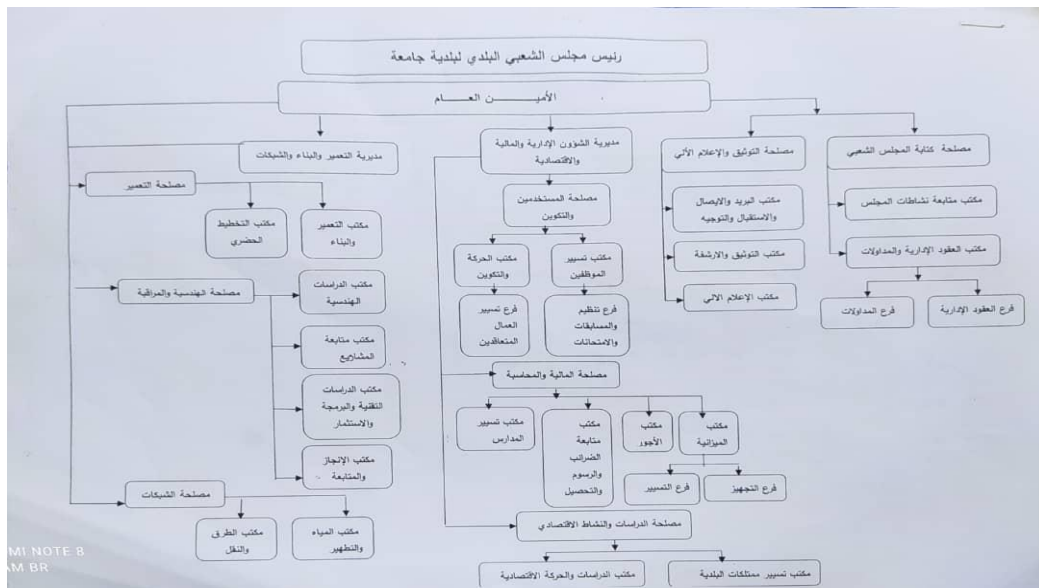 رئيس مجلس الشعبي البلدي لبلدية جامعة
الأميـــــن العـــــام
مصلحة كتابة المجلس الشعبي
مكتب متابعة نشاطات المجلس
مكتب العقود الإدارية والمداولات
فرع العقود الإدارية
فرع المداولات
مصلحة التوثيق والإعلام الألي
مكتب البريد والايصال
والاستقبال والتوجيه
مكتب التوثيق والارشفة
مكتب الإعلام الالي
مديرية الشؤون الإدارية والمالية
والاقتصادية
مصلحة المستخدمين
والتكوين
مكتب تسيير
الموظفين
فرع تنظيم
والمسابقات
والامتحانات
مكتب الحركة
والتكوين
فرع تسيير
العمال
المتعاقدين
مصلحة المالية والمحاسبة
مكتب
الميزانية
فرع التجهيز
فرع التسيير
مكتب
الأجور
مكتب
متابعة
الضرائب
والرسوم
والتحصيل
مكتب تسيير
المدارس
مصلحة الدراسات والنشاط الاقتصادي
مكتب تسيير ممتلكات البلدية
مكتب الدراسات والحركة الاقتصادية
مديرية التعمير والبناء والشبكات
مصلحة التعمير
مكتب التعمير
والبناء
مكتب التخطيط
الحضري
مصلحة الهندسية والمراقبة
مكتب الدراسات
الهندسية
مكتب متابعة
المشاريع
مكتب الدراسات
التقنية والبرمجة
والاستثمار
مكتب الإنجاز
والمتابعة
مصلحة الشبكات
مكتب المياه
والتطهير
مكتب الطرق
والنقل
MI NOTE 8
AM BR